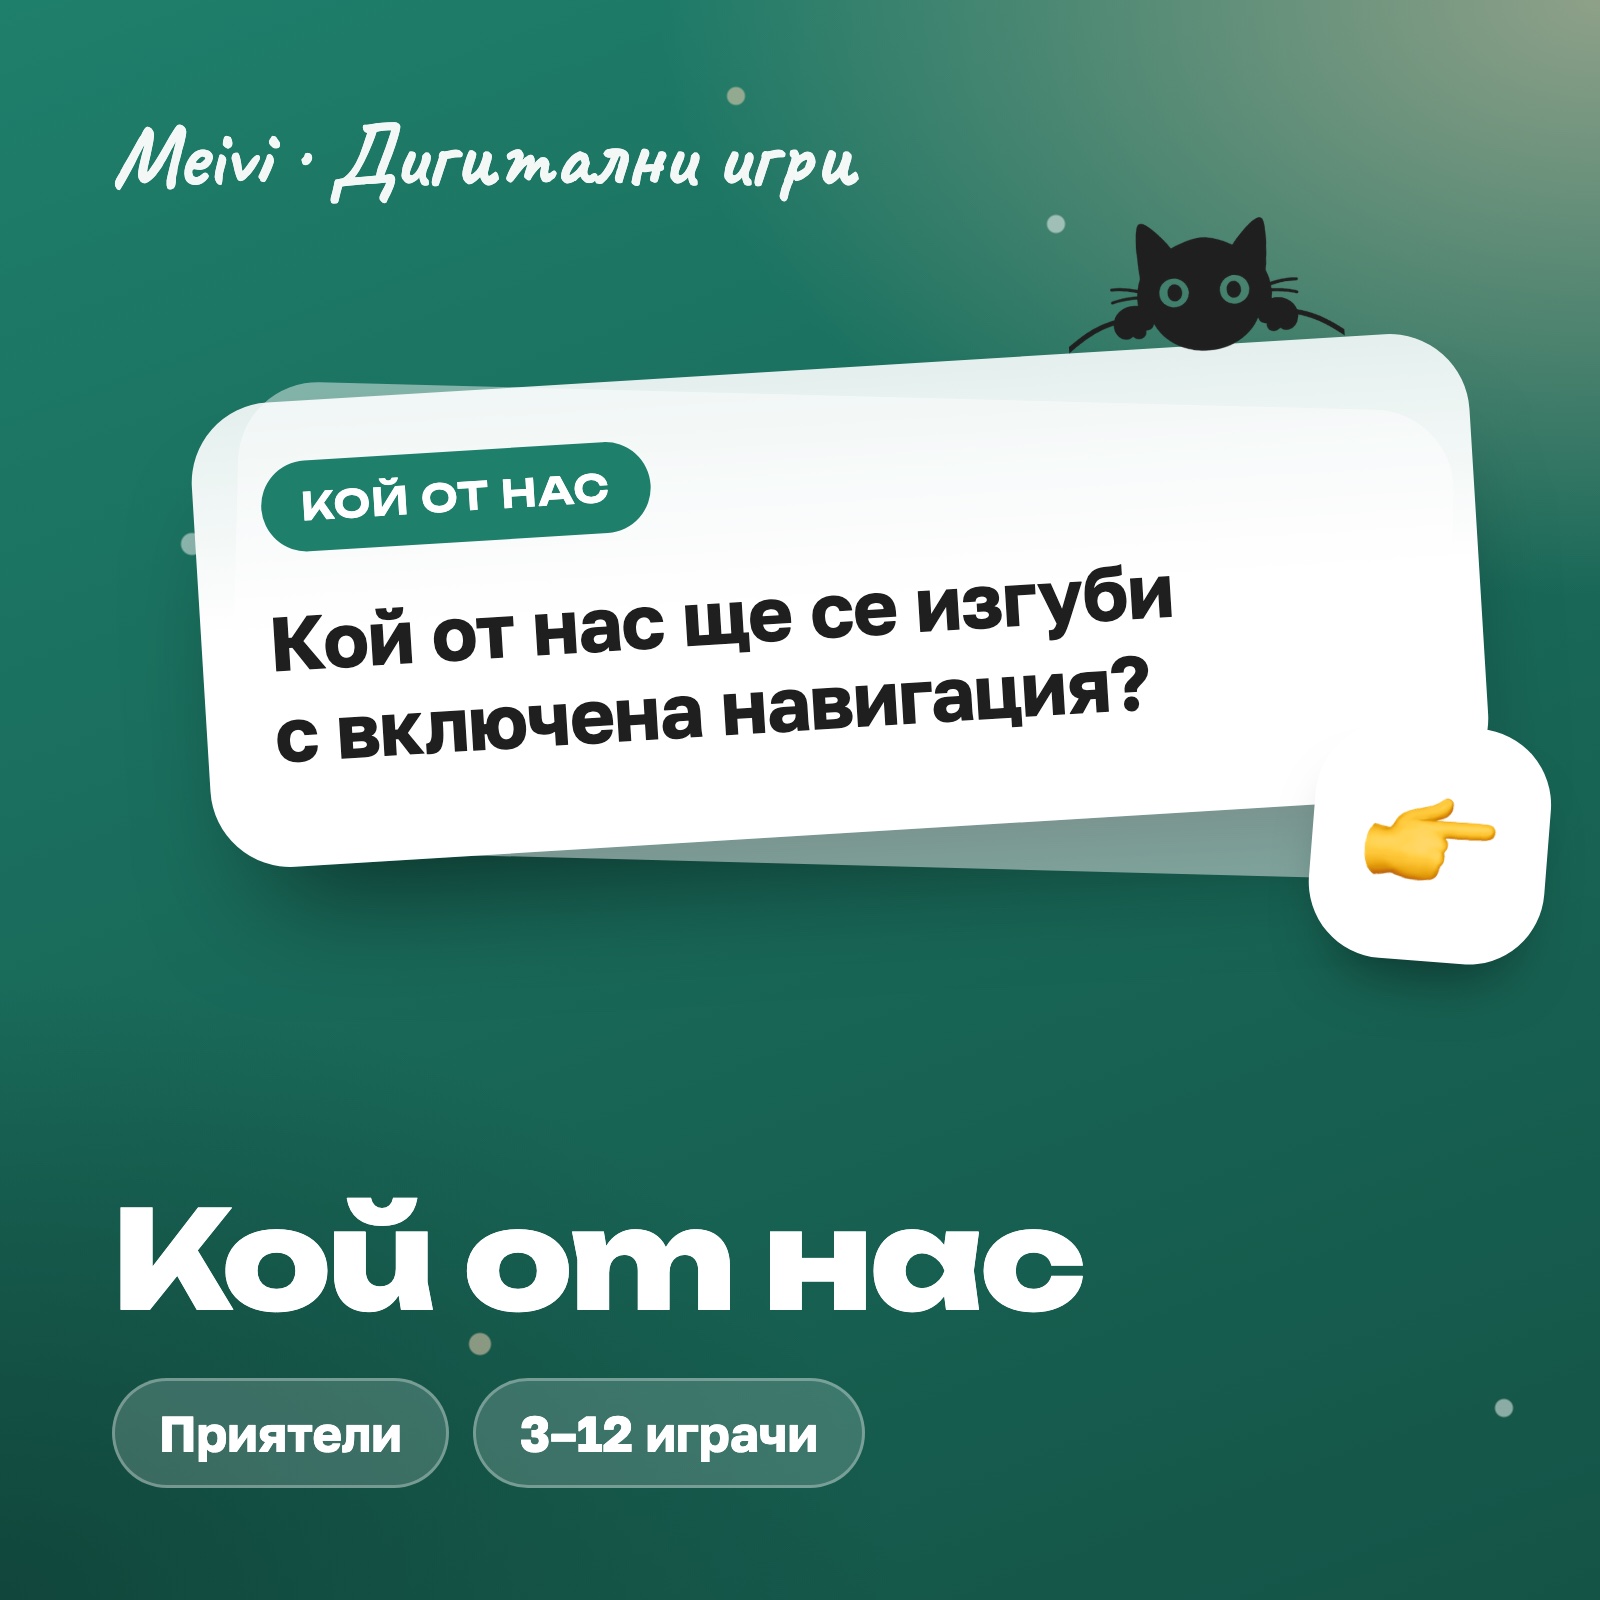 Meivi · Дигитални игри
КОЙ ОТ НАС
Кой от нас ще се изгуби
с включена навигация?
Кой от нас
Приятели
3–12 играчи